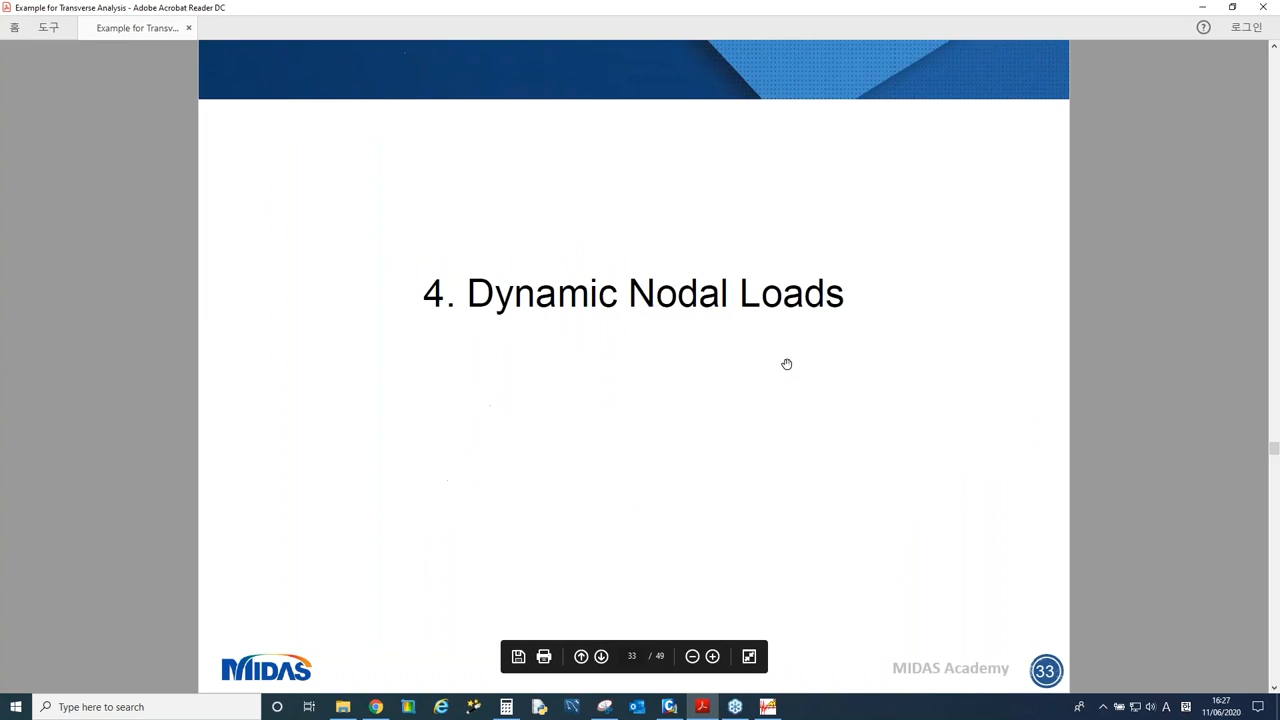 Example for Transverse Analysis - Adobe Acrobat Reader DC
홈 도구 Example for Transv... 로그인
4. Dynamic Nodal Loads
33 / 49
MIDAS
MIDAS Academy 33
Type here to search
A
16:27
11/06/2020